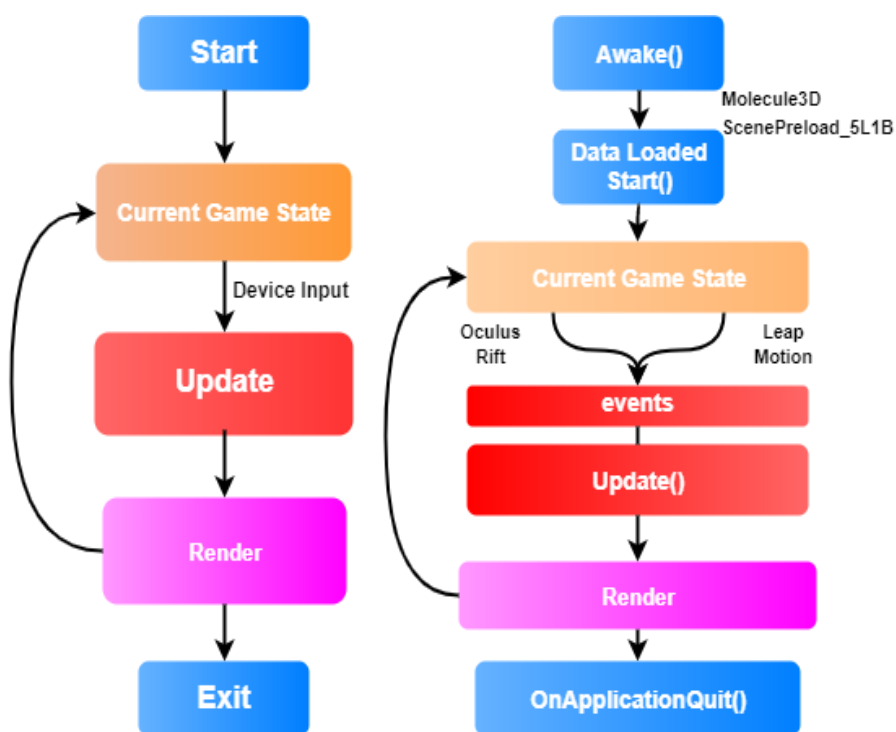 Start
Current Game State
Device Input
Update
Render
Exit
Awake()
Molecule3D
ScenePreload_5L1B
Data Loaded
Start()
Current Game State
Oculus
Rift
Leap
Motion
events
Update()
Render
OnApplicationQuit()